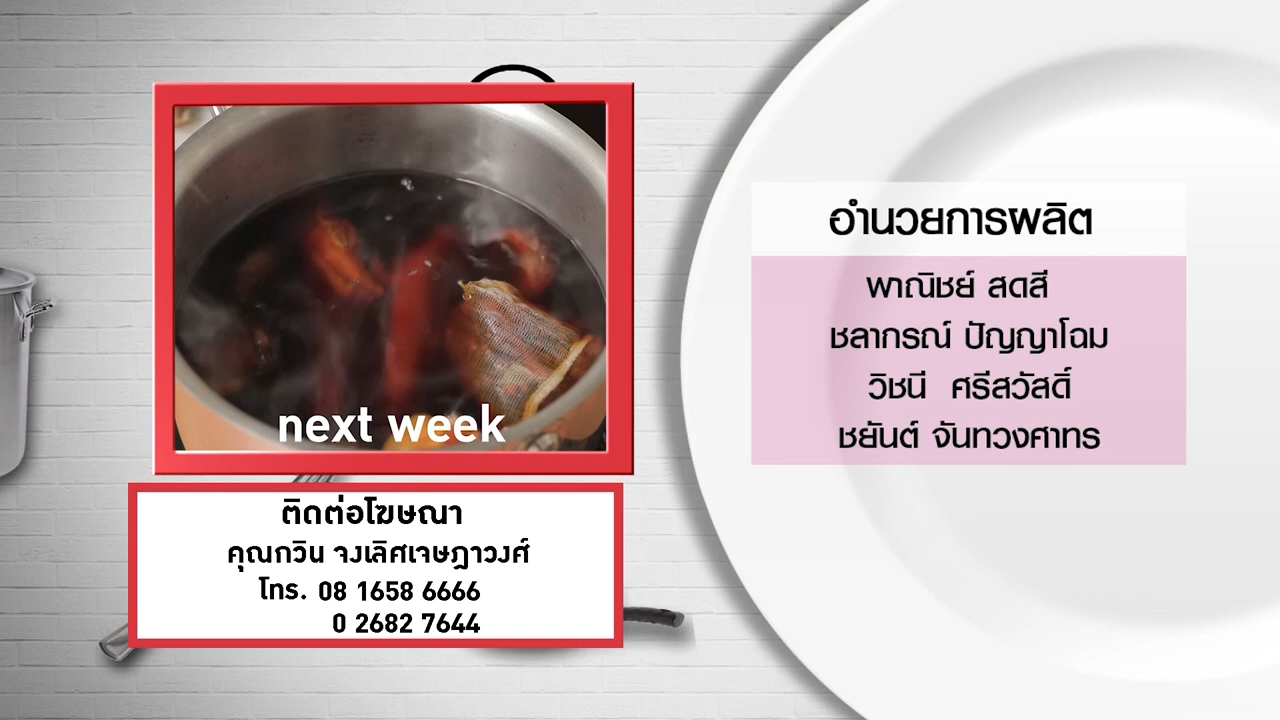 next week
ติดต่อโฆษณา
คุณกวิน จงเลิศเจษฎาวงศ์
โทร. 08 1658 6666
0 2682 7644
อำนวยการผลิต
พาณิชย์ สดสี
ชลากรณ์ ปัญญาโฉม
วิชนี ศรีสวัสดิ์
ชยันต์ จันทวงศาทร